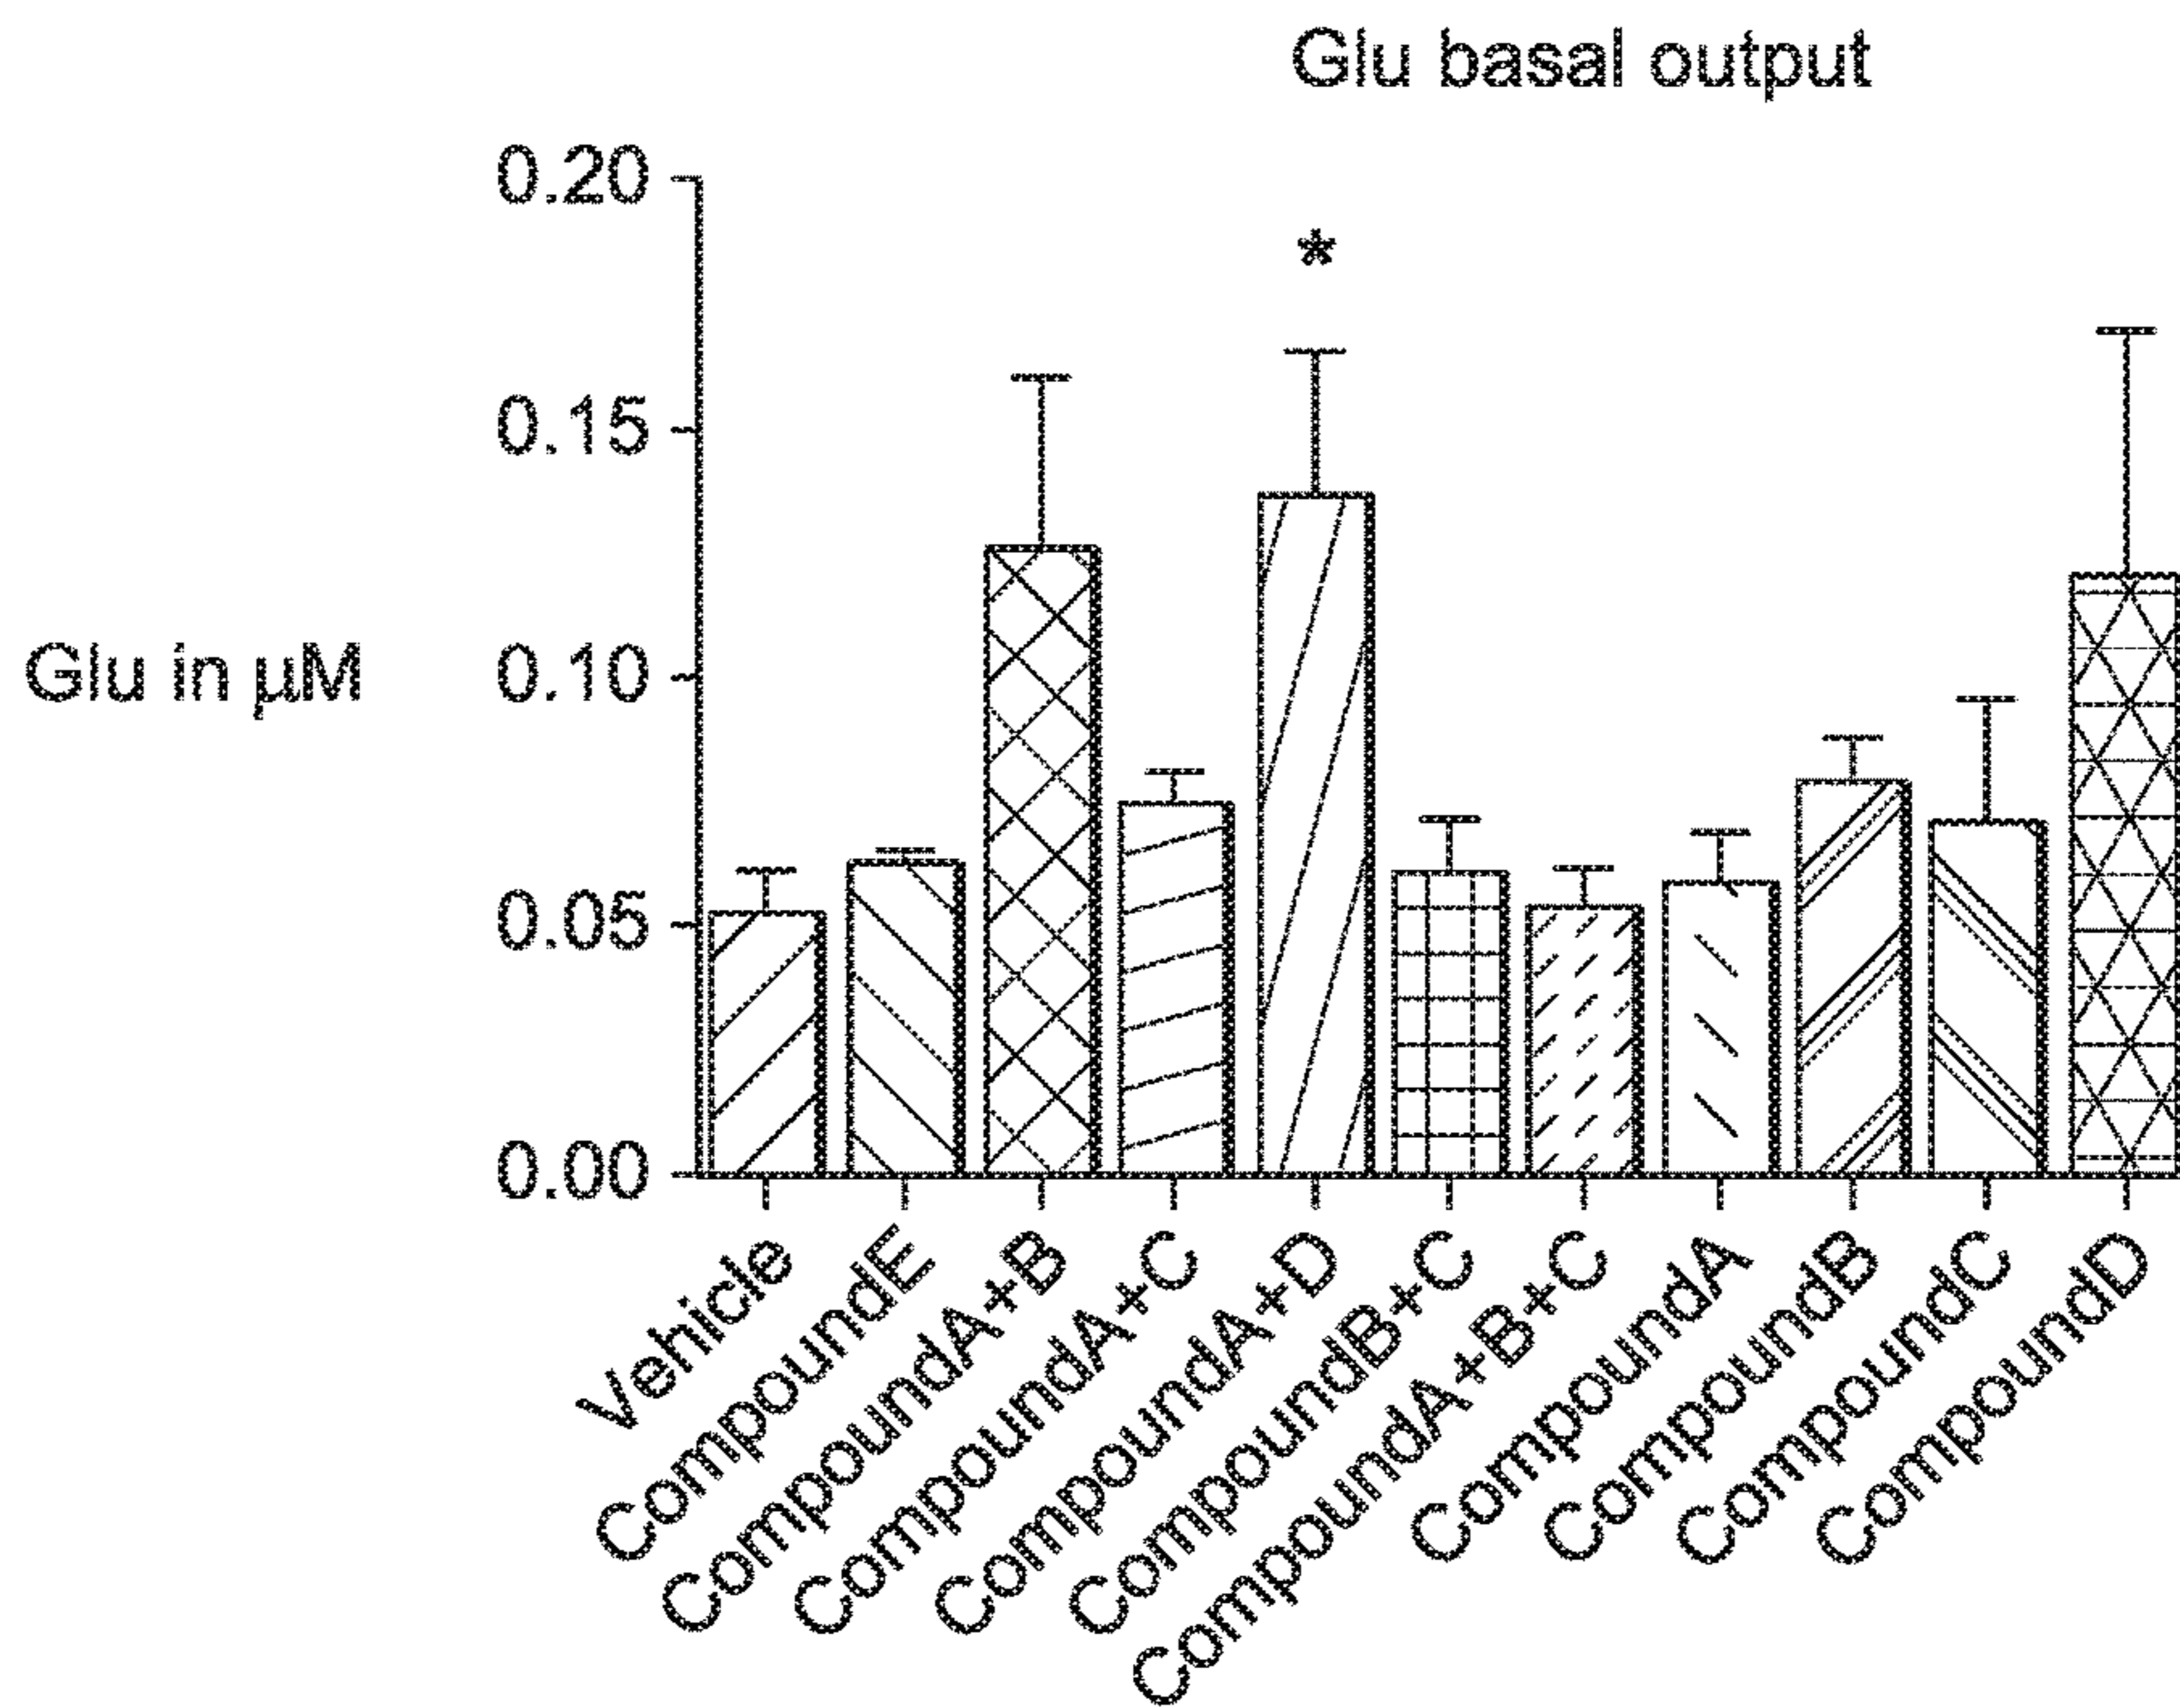 Glu basal output
0.20
*
0.15
Glu in µM
0.10
0.05
0.00
Vehicle
CompoundE
CompoundA+B
CompoundA+C
CompoundA+D
CompoundB+C
CompoundA+B+C
CompoundA
CompoundB
CompoundC
CompoundD